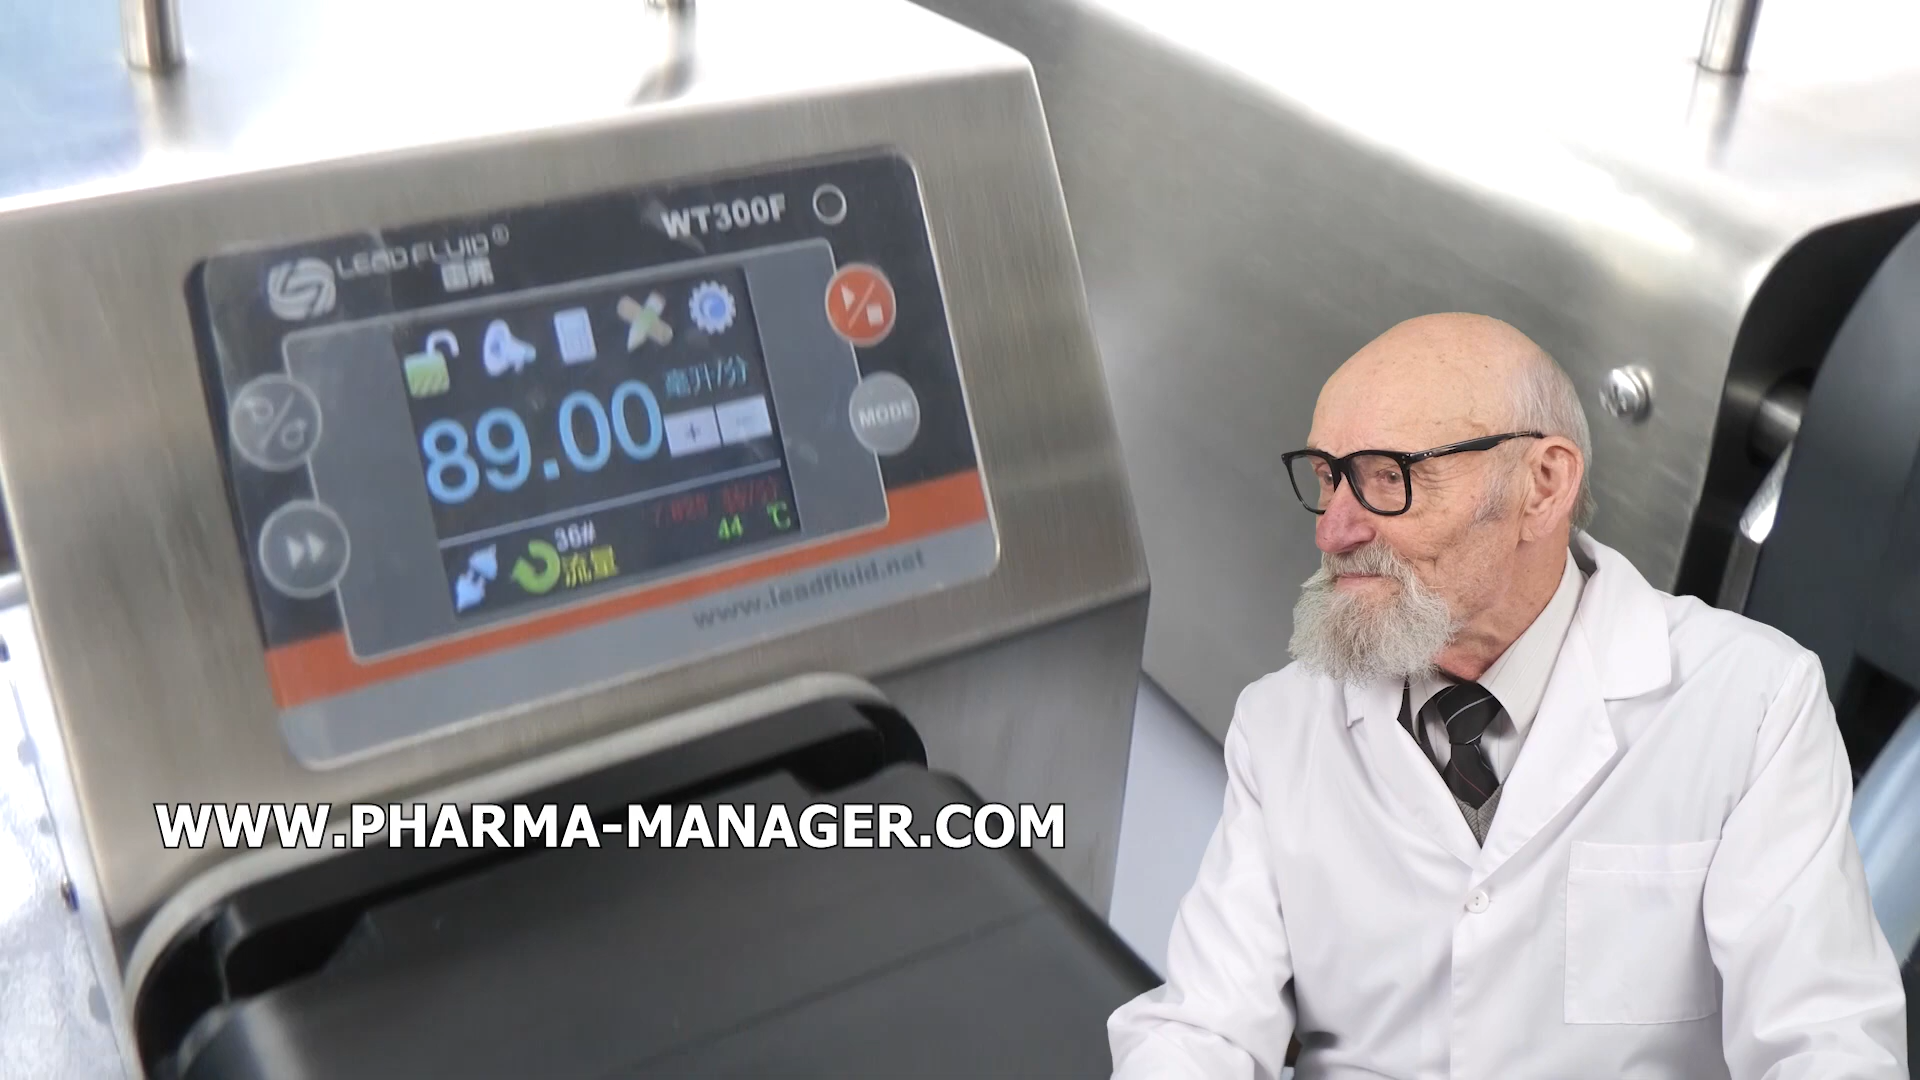 LEAD FLUID®
雷弗
WT300F
毫升/分
89.00
+ −
MODE
36#
44 ℃
流量
www.leadfluid.net
WWW.PHARMA-MANAGER.COM